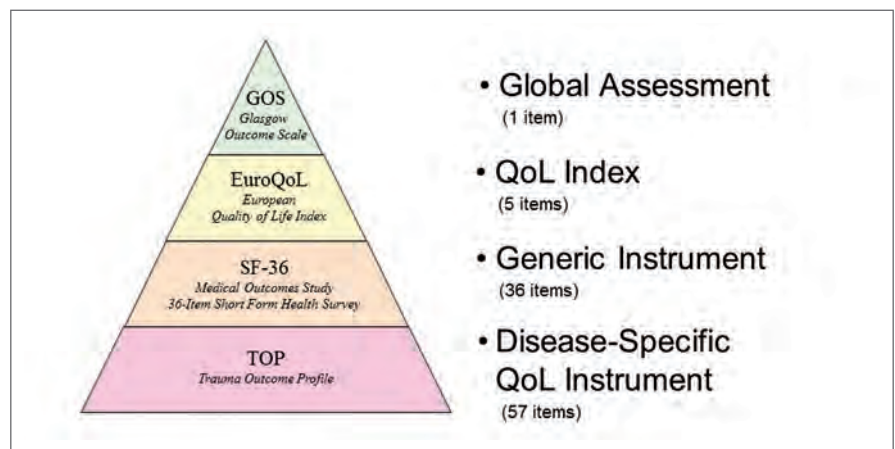 GOS
Glasgow
Outcome Scale
EuroQoL
European
Quality of Life Index
SF-36
Medical Outcomes Study
36-Item Short Form Health Survey
TOP
Trauma Outcome Profile
• Global Assessment
(1 item)
• QoL Index
(5 items)
• Generic Instrument
(36 items)
• Disease-Specific
QoL Instrument
(57 items)